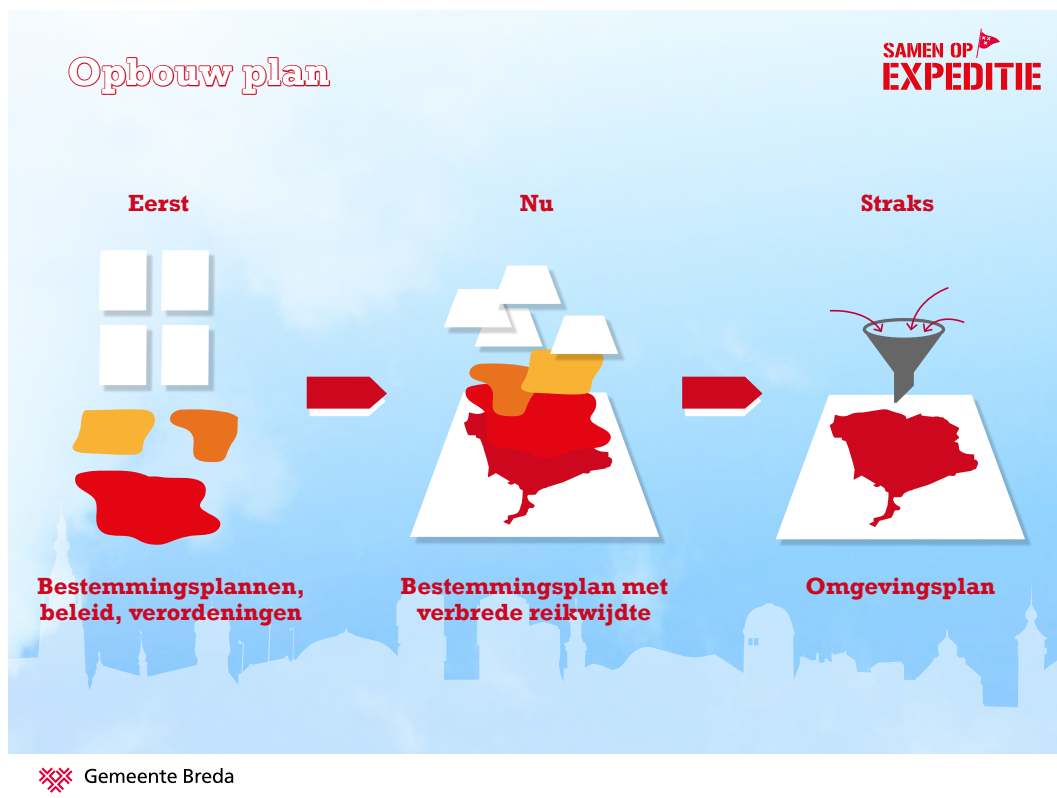 Opbouw plan
SAMEN OP
EXPEDITIE
Eerst
Nu
Straks
Bestemmingsplannen,
beleid, verordeningen
Bestemmingsplan met
verbrede reikwijdte
Omgevingsplan
Gemeente Breda